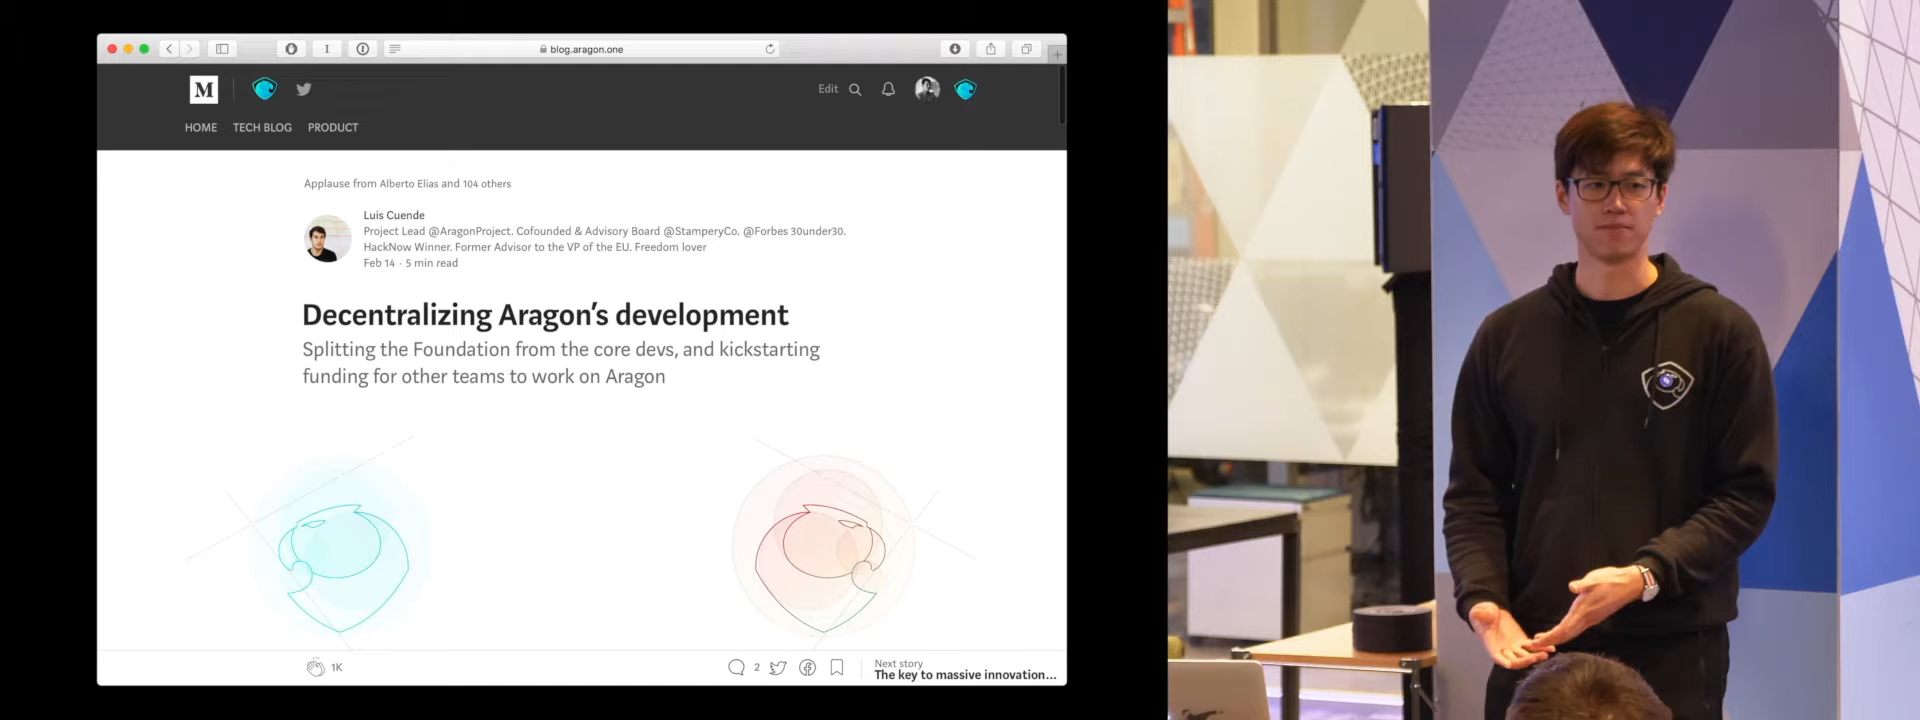 blog.aragon.one
M
Edit
HOME TECH BLOG PRODUCT
Applause from Alberto Elias and 104 others
Luis Cuende
Project Lead @AragonProject. Cofounded & Advisory Board @StamperyCo. @Forbes 30under30.
HackNow Winner. Former Advisor to the VP of the EU. Freedom lover
Feb 14 · 5 min read
Decentralizing Aragon’s development
Splitting the Foundation from the core devs, and kickstarting
funding for other teams to work on Aragon
1K
2
Next story
The key to massive innovation...